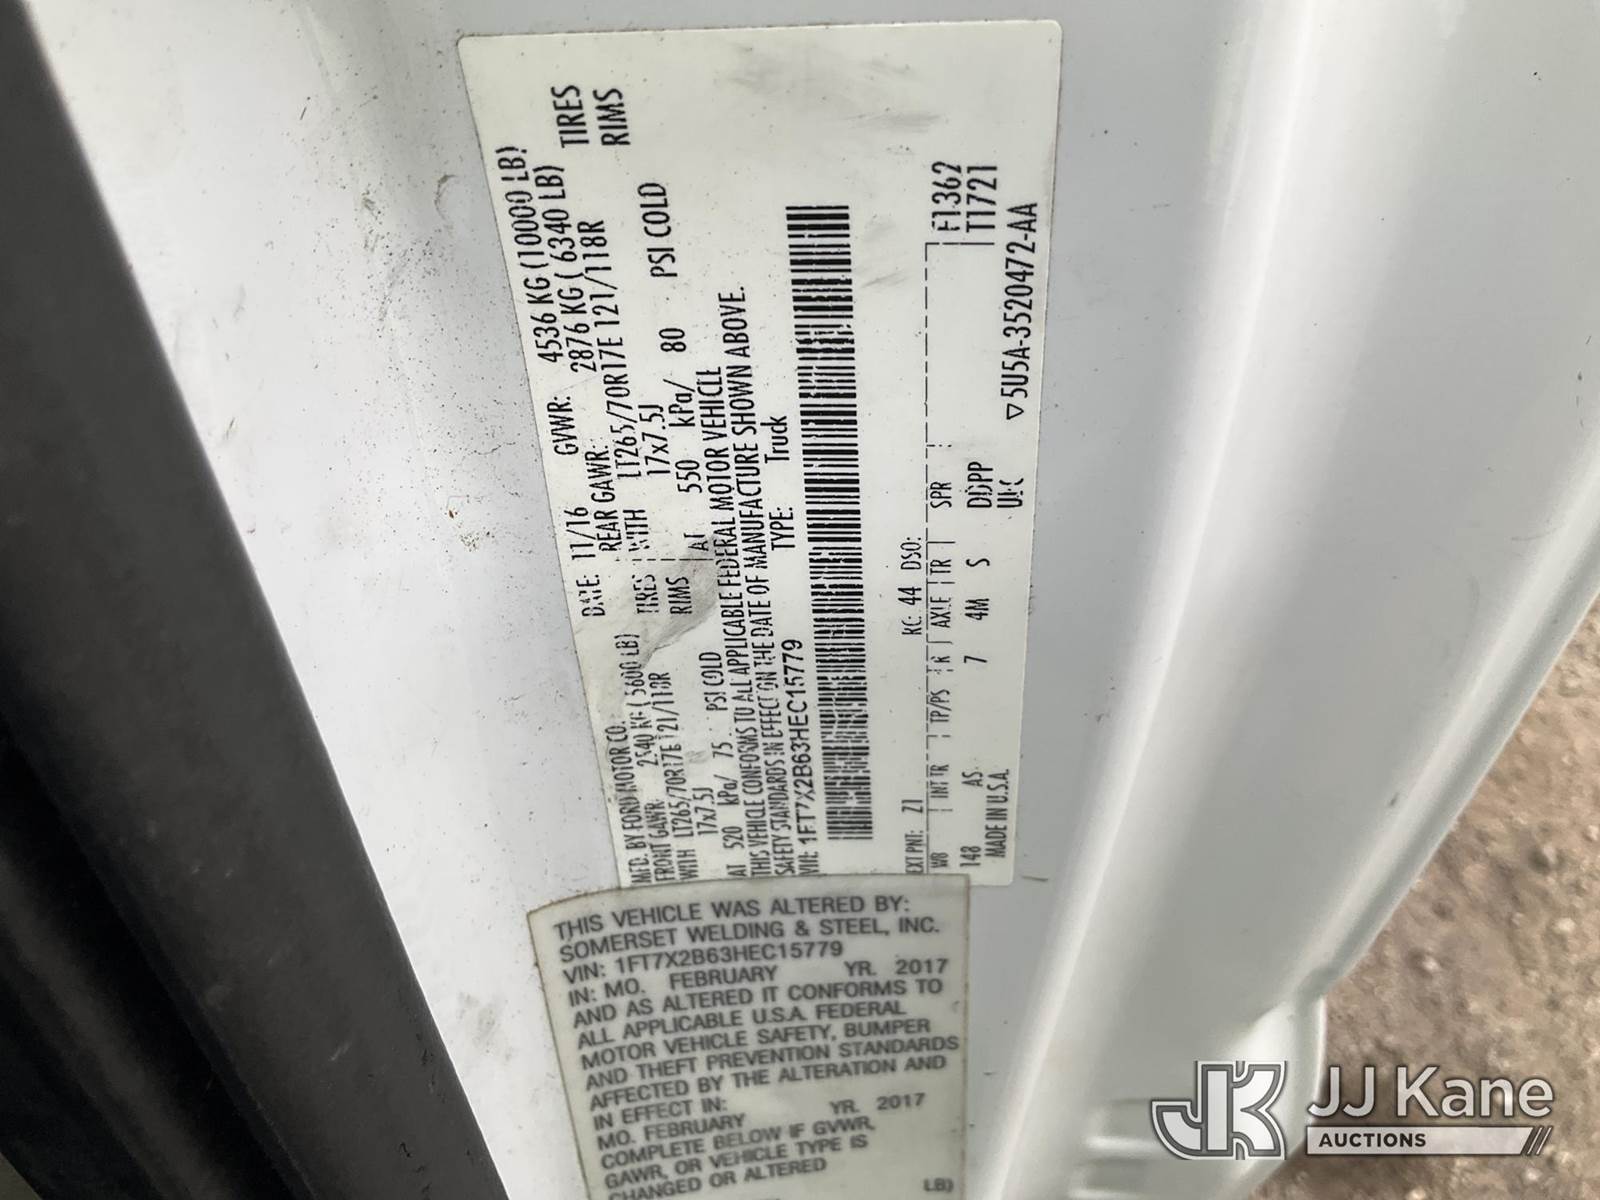 MFD. BY FORD MOTOR CO.
DATE: 11/16 GVWR: 4536 KG (10000 LB)
FRONT GAWR: 2540 KG ( 5600 LB)
REAR GAWR: 2876 KG ( 6340 LB)
WITH LT265/70R17E 121/118R TIRES
WITH LT265/70R17E 121/118R TIRES
17x7.5J RIMS
17x7.5J RIMS
AT 520 kPa/ 75 PSI COLD
AT 550 kPa/ 80 PSI COLD
THIS VEHICLE CONFORMS TO ALL APPLICABLE FEDERAL MOTOR VEHICLE
SAFETY STANDARDS IN EFFECT ON THE DATE OF MANUFACTURE SHOWN ABOVE.
VIN: 1FT7X2B63HEC15779 TYPE: Truck
EXT PNT: Z1 RC: 44 DSO:
WB INT TR TP/PS R AXLE TR SPR F1362
148 AS 7 4M S DDPP T1721
MADE IN U.S.A. ▽5U5A-3520472-AA
THIS VEHICLE WAS ALTERED BY:
SOMERSET WELDING & STEEL, INC.
VIN: 1FT7X2B63HEC15779
IN: MO. FEBRUARY YR. 2017
AND AS ALTERED IT CONFORMS TO
ALL APPLICABLE U.S.A. FEDERAL
MOTOR VEHICLE SAFETY, BUMPER
AND THEFT PREVENTION STANDARDS
AFFECTED BY THE ALTERATION AND
IN EFFECT IN:
MO. FEBRUARY YR. 2017
COMPLETE BELOW IF GVWR,
GAWR, OR VEHICLE TYPE IS
CHANGED OR ALTERED
LB)
JK JJ Kane
AUCTIONS